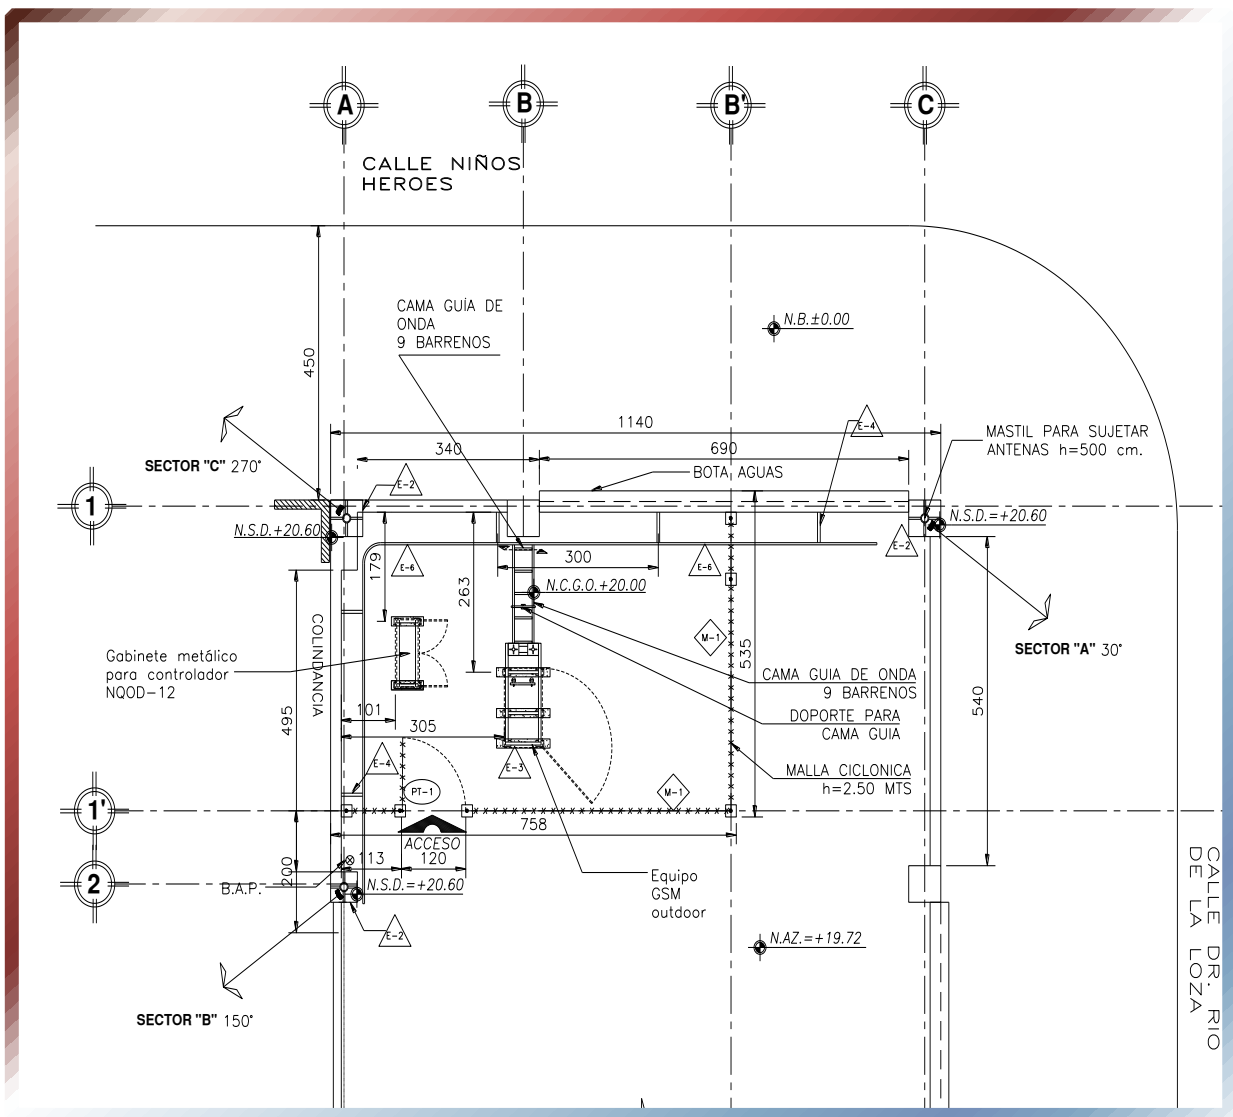 A
B
B'
C
CALLE NIÑOS
HEROES
CAMA GUÍA DE
ONDA
9 BARRENOS
N.B.±0.00
450
1140
E-4
MASTIL PARA SUJETAR
ANTENAS h=500 cm.
340
690
SECTOR "C" 270°
BOTA AGUAS
E-2
1
N.S.D.+20.60
N.S.D.=+20.60
E-2
179
E-6
263
300
E-6
N.C.G.O.+20.00
COLINDANCIA
M-1
535
SECTOR "A" 30°
Gabinete metálico
para controlador
NQOD-12
CAMA GUIA DE ONDA
9 BARRENOS
540
495
101
305
DOPORTE PARA
CAMA GUIA
E-4
E-3
MALLA CICLONICA
h=2.50 MTS
PT-1
M-1
1'
758
ACCESO
113
120
200
2
B.A.P.
N.S.D.=+20.60
Equipo
GSM
outdoor
E-2
N.AZ.=+19.72
CALLE DR. RIO
DE LA LOZA
SECTOR "B" 150°